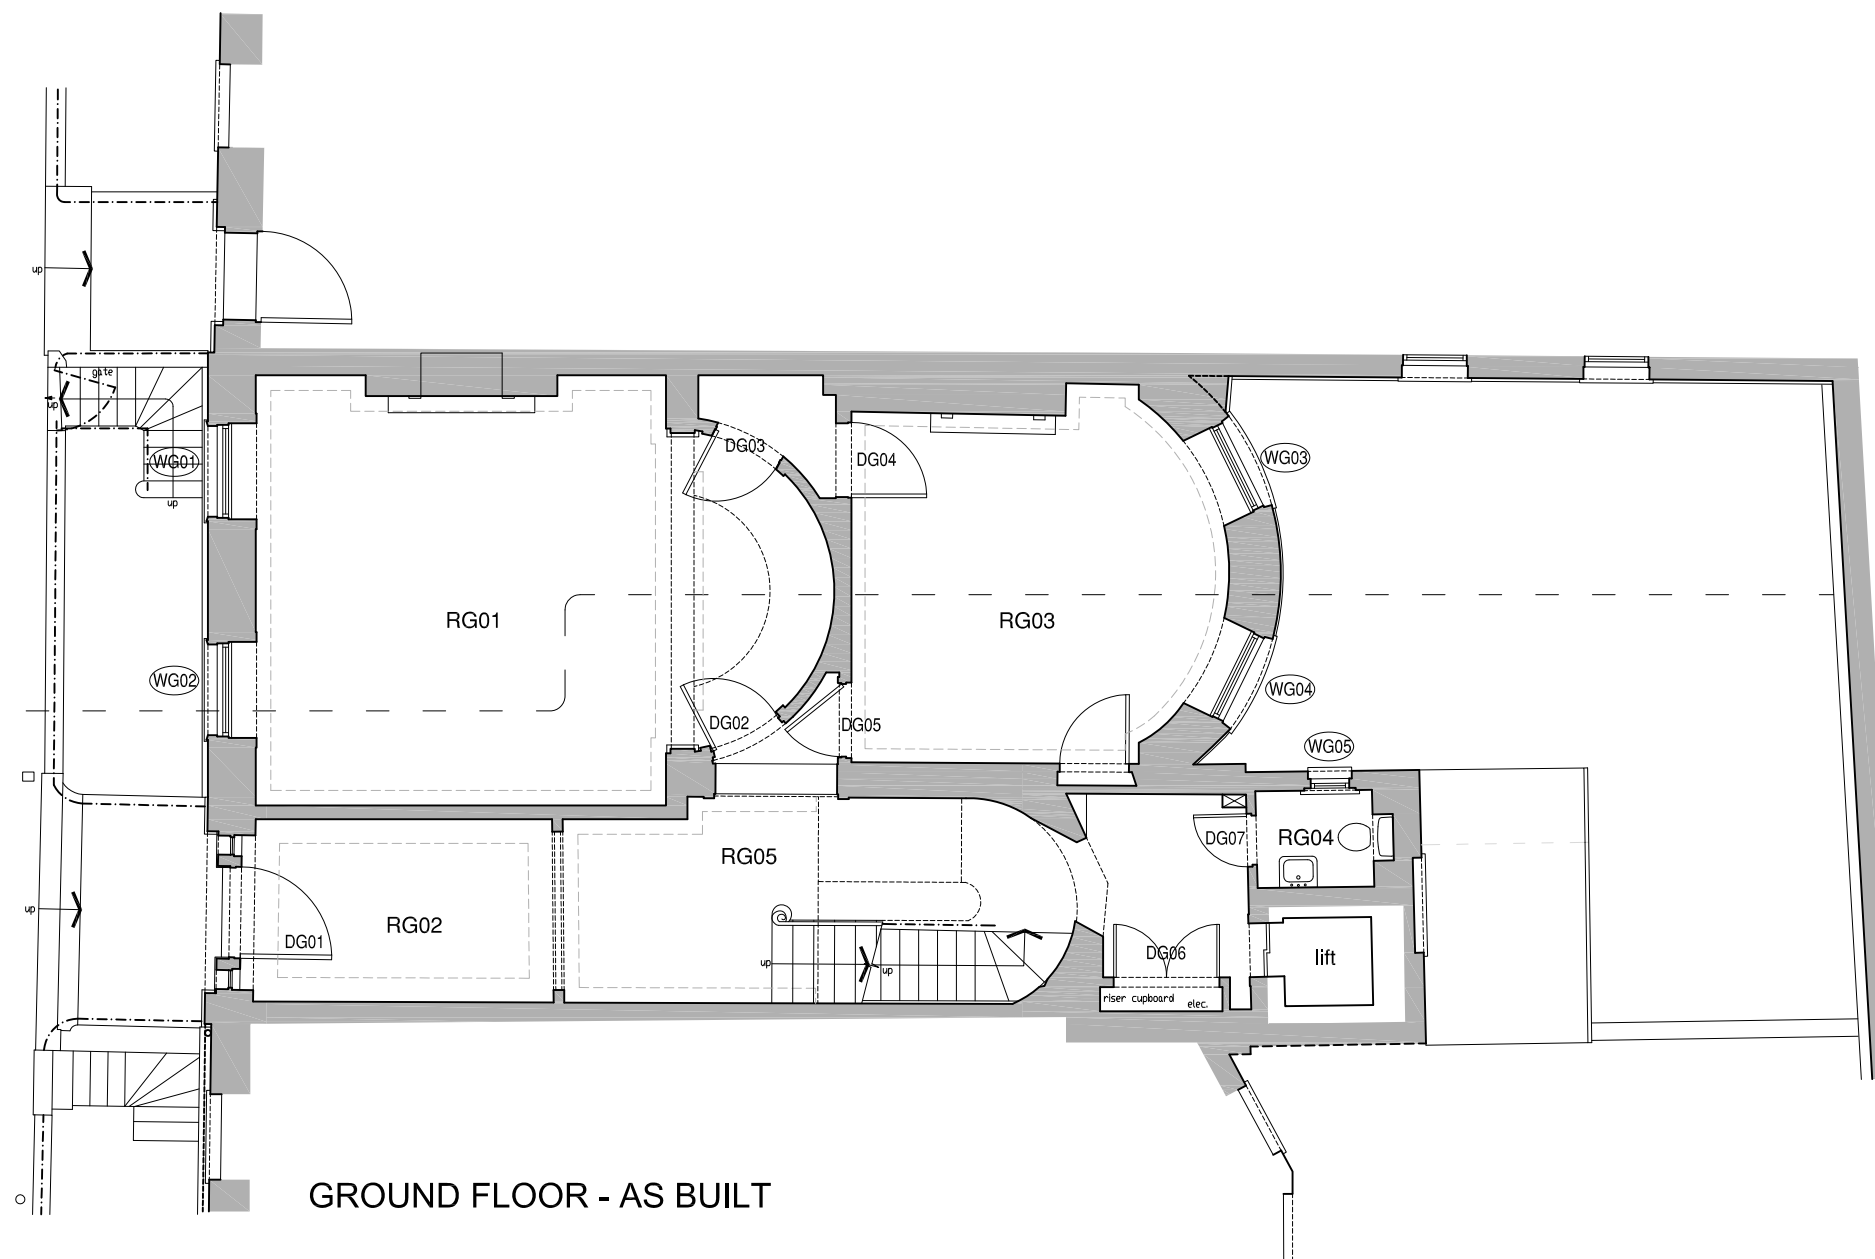 up
gate
up
WG01
up
DG03
DG04
WG03
RG01
RG03
WG02
WG04
DG02
DG05
WG05
DG07
RG04
RG05
up
RG02
DG01
DG06
lift
up
up
riser cupboard
elec.
GROUND FLOOR - AS BUILT